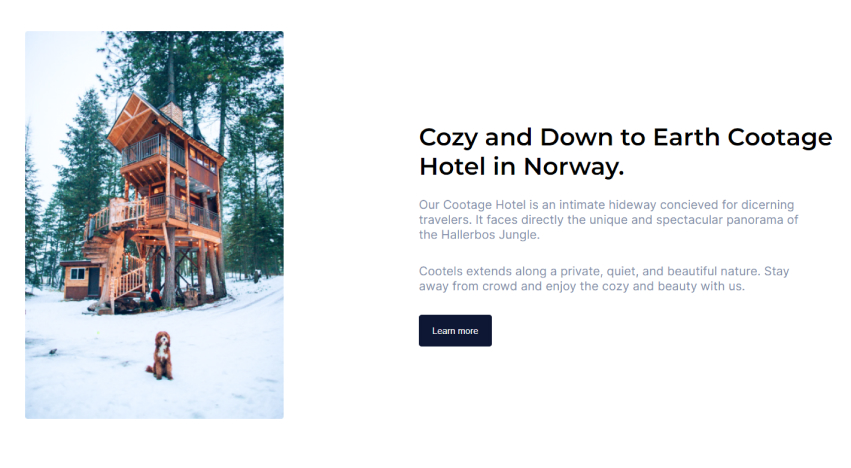 Cozy and Down to Earth Cootage
Hotel in Norway.
Our Cootage Hotel is an intimate hideway concieved for dicerning
travelers. It faces directly the unique and spectacular panorama of
the Hallerbos Jungle.
Cootels extends along a private, quiet, and beautiful nature. Stay
away from crowd and enjoy the cozy and beauty with us.
Learn more